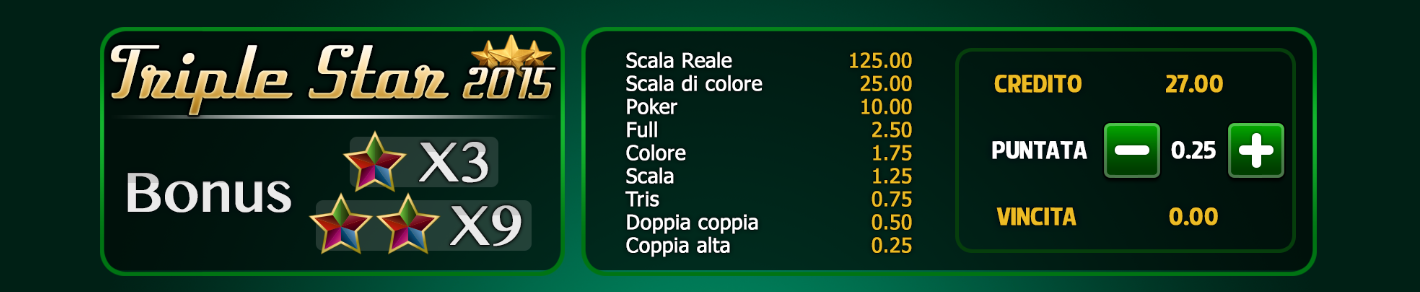 Triple Star 2015
Bonus
X3
X9
Scala Reale 125.00
Scala di colore 25.00
Poker 10.00
Full 2.50
Colore 1.75
Scala 1.25
Tris 0.75
Doppia coppia 0.50
Coppia alta 0.25
CREDITO 27.00
PUNTATA − 0.25 +
VINCITA 0.00